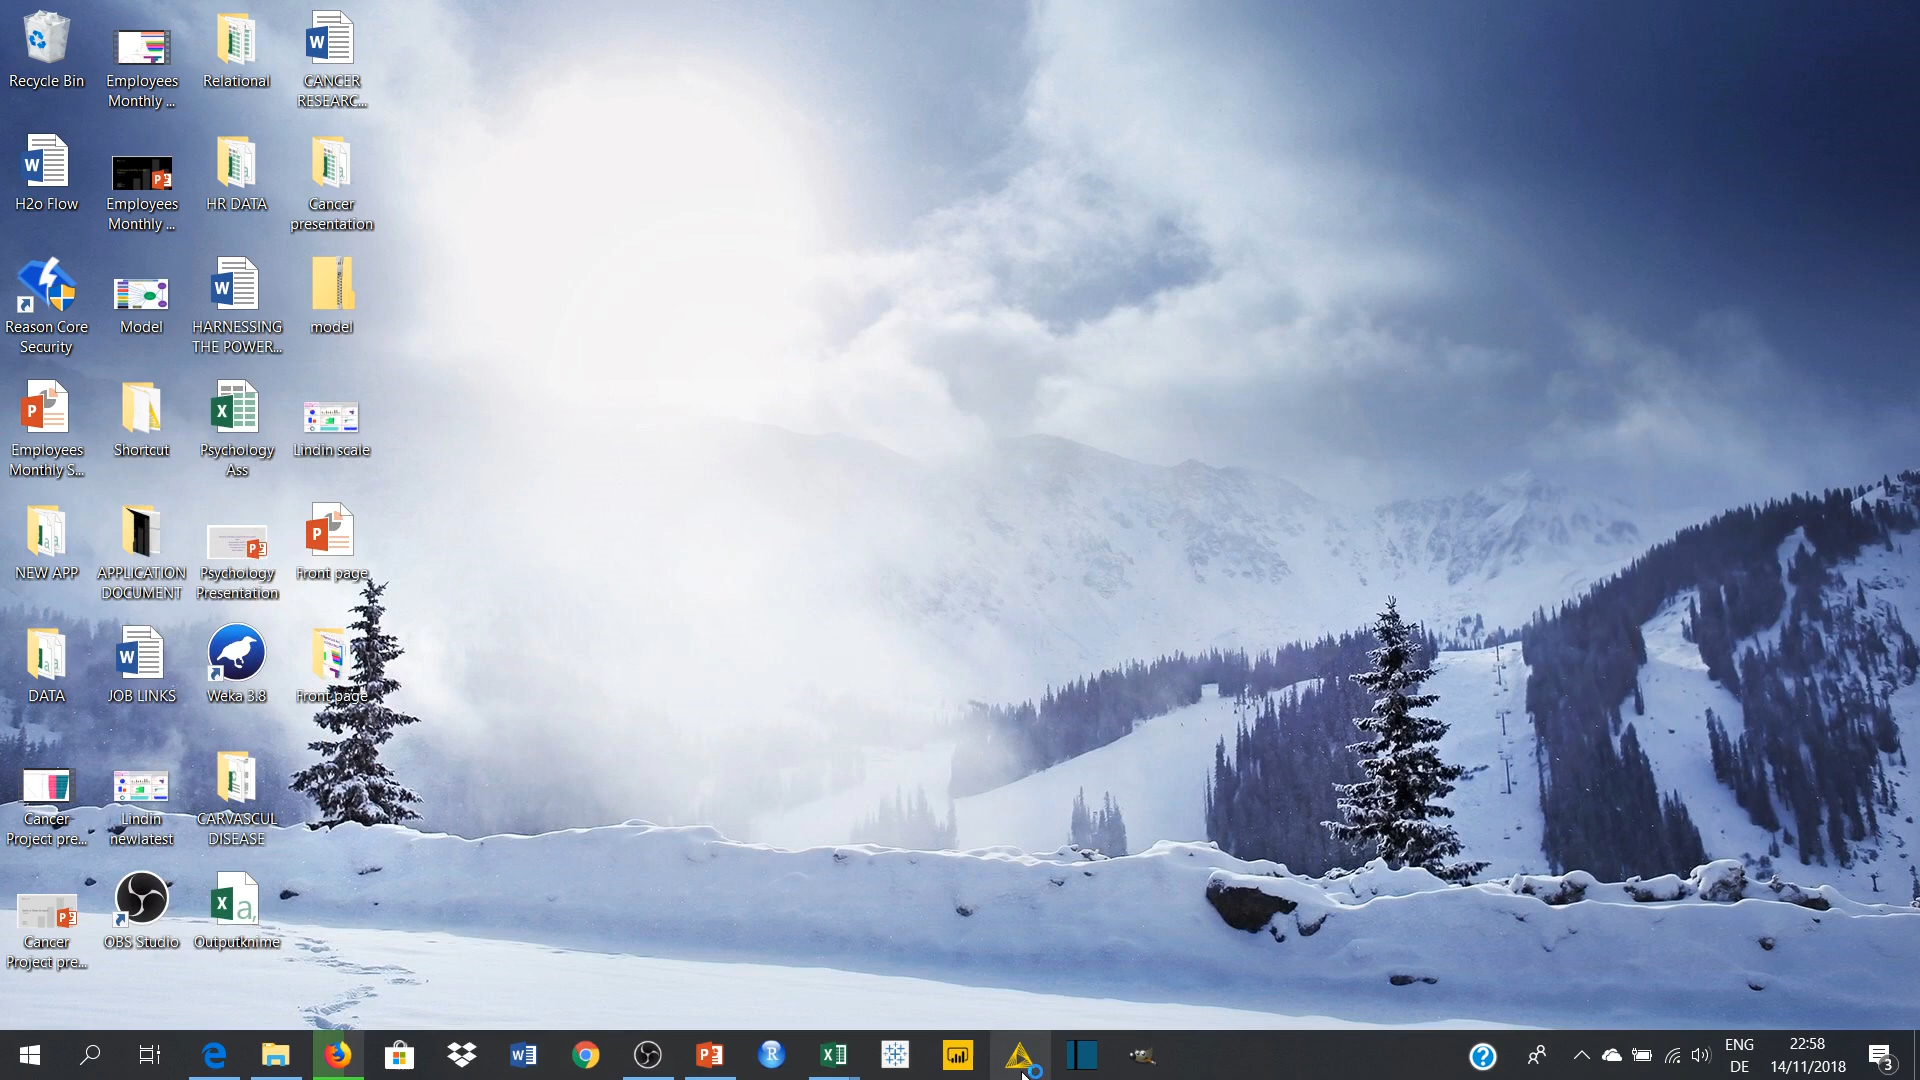 Recycle Bin
Employees
Monthly ...
Relational
CANCER
RESEARC...
H2o Flow
Employees
Monthly ...
HR DATA
Cancer
presentation
Reason Core
Security
Model
HARNESSING
THE POWER...
model
Employees
Monthly S...
Shortcut
Psychology
Ass
Lindin scale
NEW APP
APPLICATION
DOCUMENT
Psychology
Presentation
Front page
DATA
JOB LINKS
Weka 3.8
Front page
Cancer
Project pre...
Lindin
newlatest
CARVASCUL
DISEASE
Cancer
Project pre...
OBS Studio
Outputknime
ENG
DE
22:58
14/11/2018
3